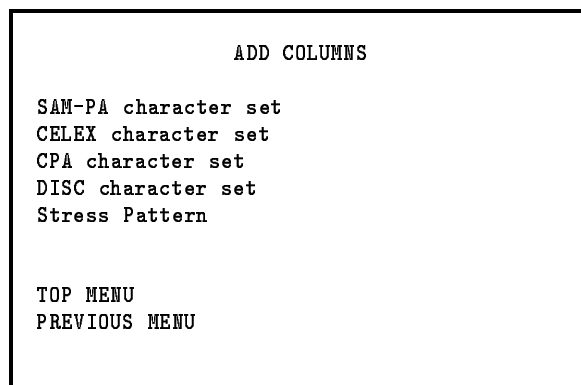 ADD COLUMNS
SAM-PA character set
CELEX character set
CPA character set
DISC character set
Stress Pattern
TOP MENU
PREVIOUS MENU